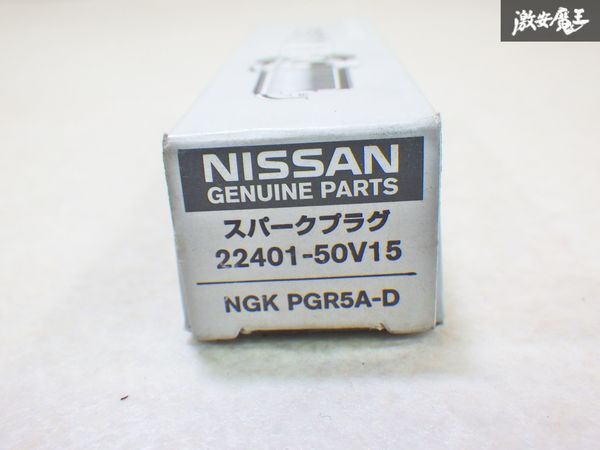 激安魔王
NISSAN
GENUINE PARTS
スパークプラグ
22401-50V15
NGK PGR5A-D